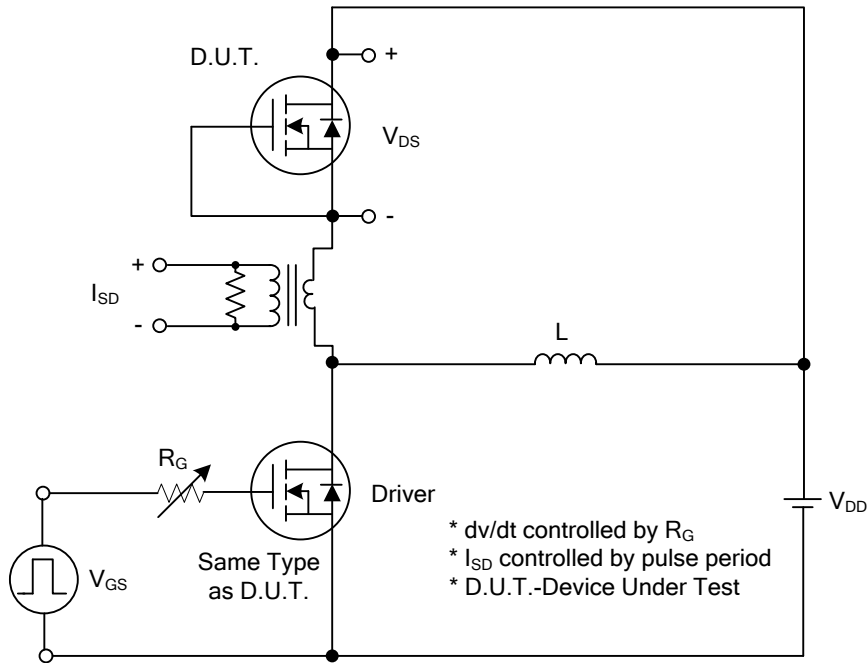 D.U.T.
+
V_DS
-
+
I_SD
-
L
R_G
Driver
V_DD
* dv/dt controlled by R_G
* I_SD controlled by pulse period
* D.U.T.-Device Under Test
Same Type
as D.U.T.
V_GS